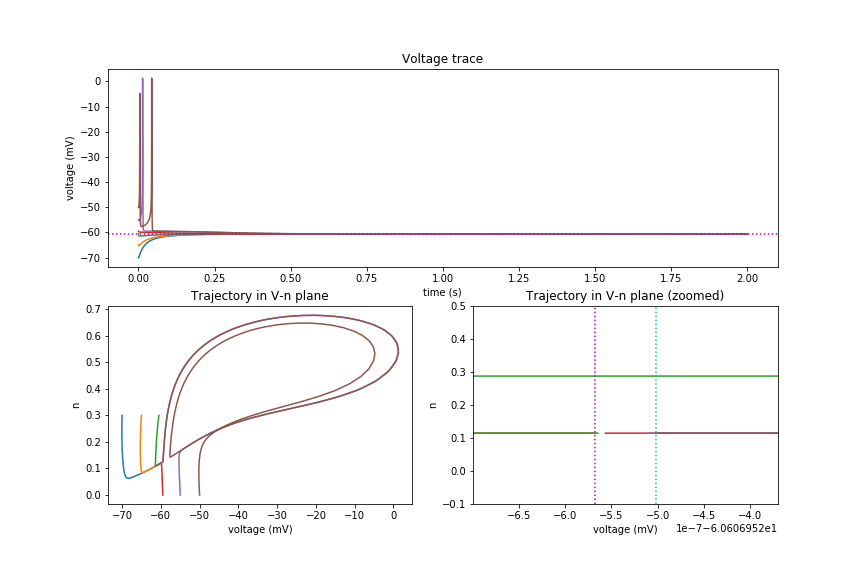 Voltage trace
voltage (mV)
0
−10
−20
−30
−40
−50
−60
−70
0.00 0.25 0.50 0.75 1.00 1.25 1.50 1.75 2.00
time (s)
Trajectory in V-n plane
n
0.7
0.6
0.5
0.4
0.3
0.2
0.1
0.0
−70 −60 −50 −40 −30 −20 −10 0
voltage (mV)
Trajectory in V-n plane (zoomed)
n
0.5
0.4
0.3
0.2
0.1
0.0
−0.1
−6.5 −6.0 −5.5 −5.0 −4.5 −4.0
voltage (mV) 1e−7−6.0606952e1